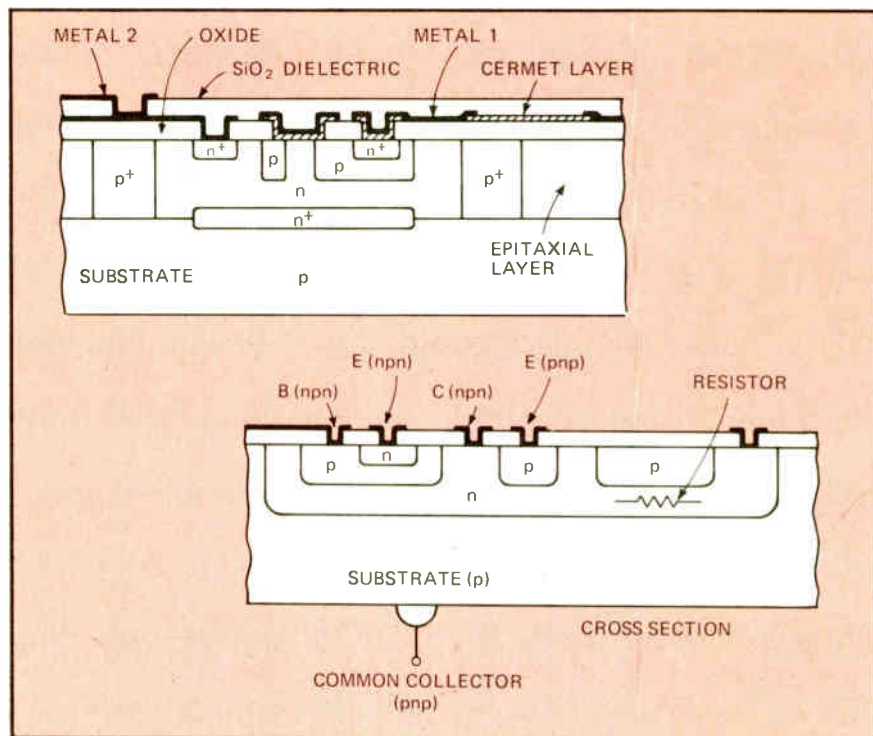 METAL 2
OXIDE
METAL 1
SiO₂ DIELECTRIC
CERMET LAYER
n+
p
p
n+
p+
n
p+
n+
EPITAXIAL
LAYER
SUBSTRATE
p
E (npn)
E (pnp)
B (npn)
C (npn)
RESISTOR
p
n
p
p
n
SUBSTRATE (p)
CROSS SECTION
COMMON COLLECTOR
(pnp)